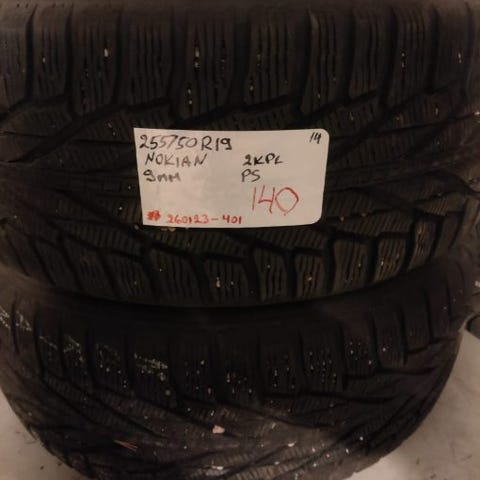 255/50R19 14
NOKIAN 2KPL
9mm PS
140
# 260123-401